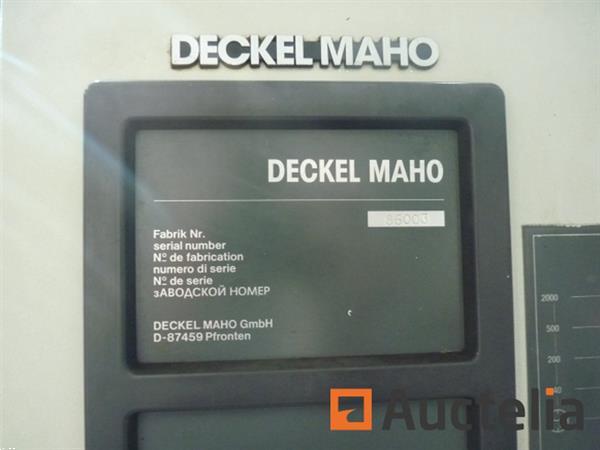 DECKEL MAHO
DECKEL MAHO
86003
Fabrik Nr.
serial number
Nº de fabrication
numero di serie
Nº de serie
зАВОДСКОЙ НОМЕР
DECKEL MAHO GmbH
D-87459 Pfronten
2000
500
200
40
Auctelia